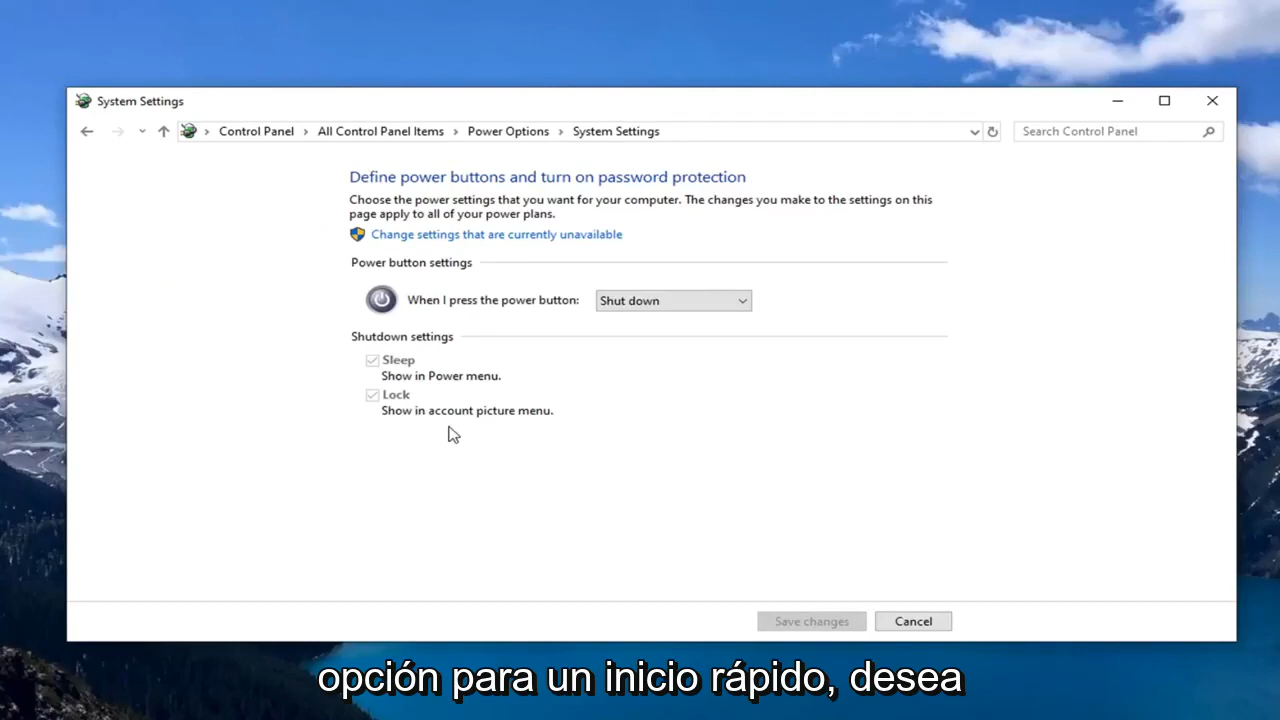 System Settings
Control Panel > All Control Panel Items > Power Options > System Settings
Search Control Panel
Define power buttons and turn on password protection
Choose the power settings that you want for your computer. The changes you make to the settings on this
page apply to all of your power plans.
Change settings that are currently unavailable
Power button settings
When I press the power button: Shut down
Shutdown settings
Sleep
Show in Power menu.
Lock
Show in account picture menu.
Save changes Cancel
opción para un inicio rápido, desea